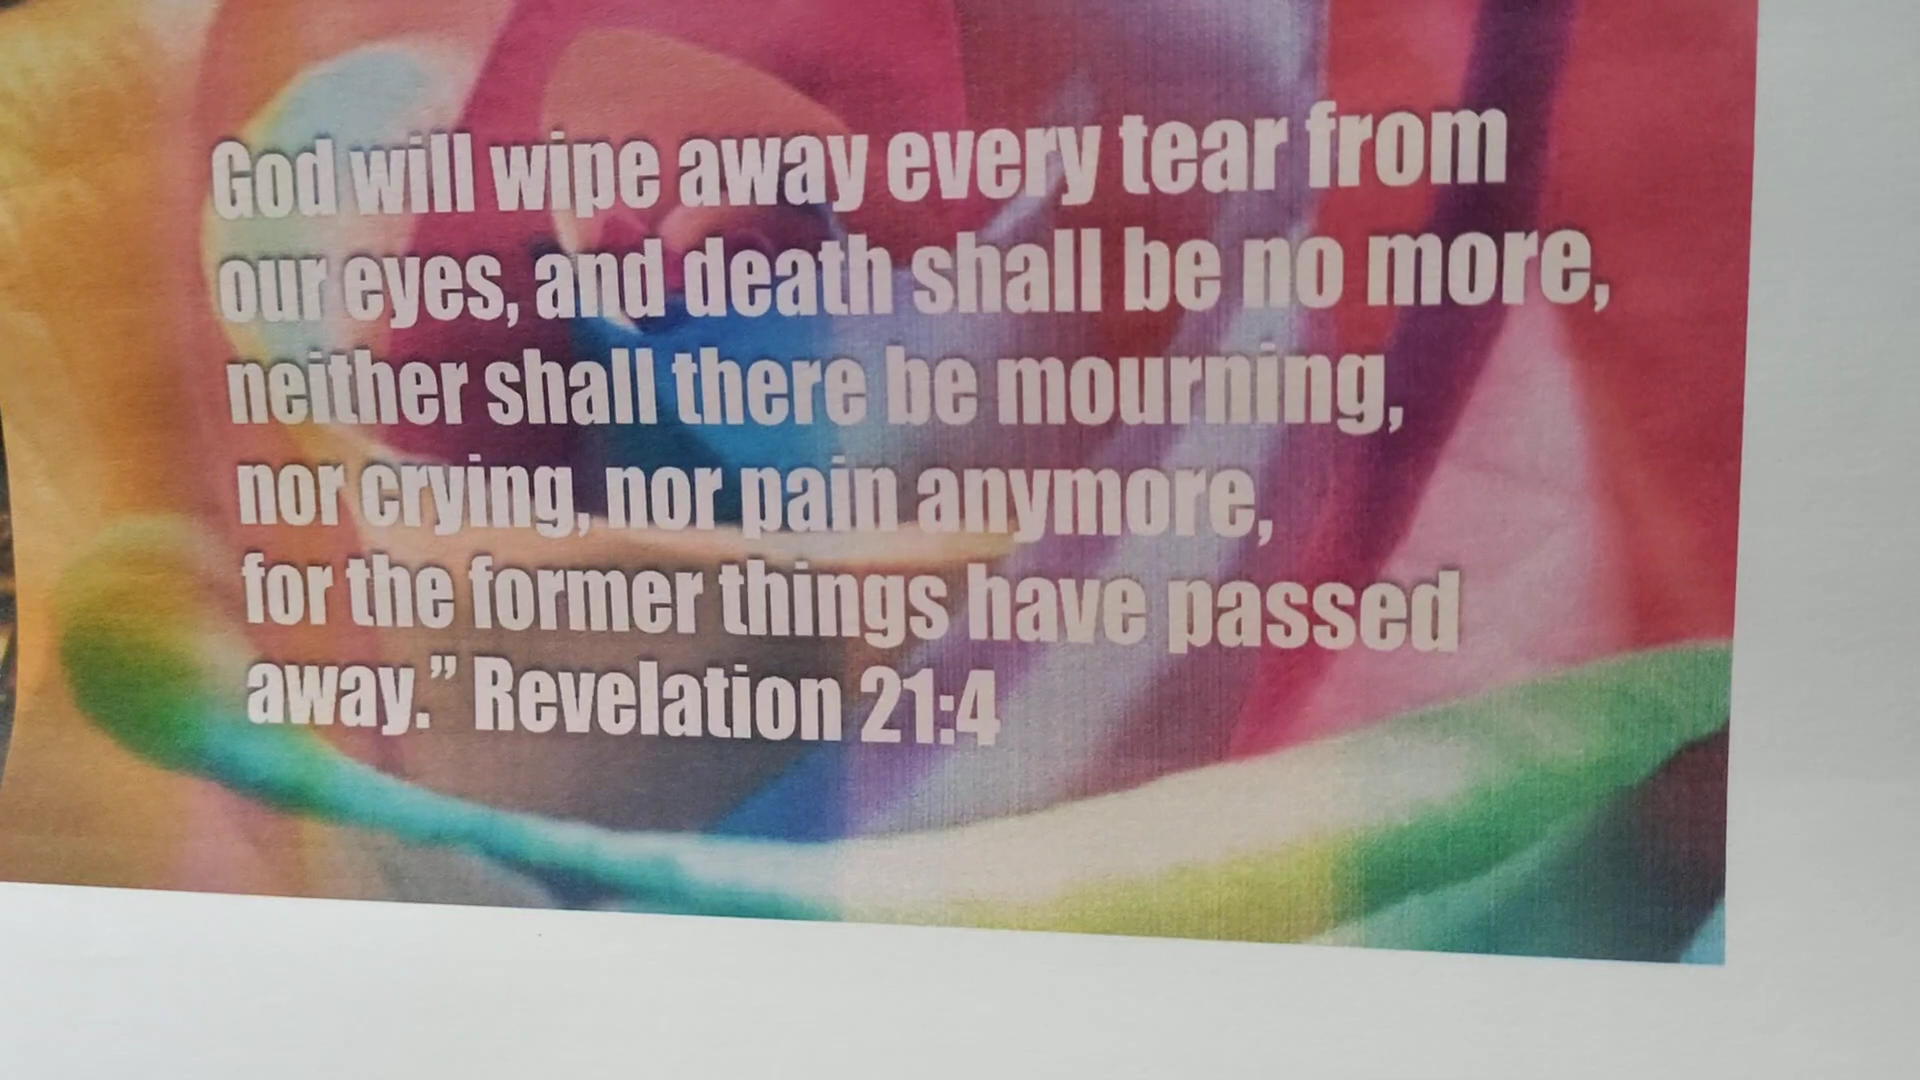 God will wipe away every tear from
our eyes, and death shall be no more,
neither shall there be mourning,
nor crying, nor pain anymore,
for the former things have passed
away.” Revelation 21:4